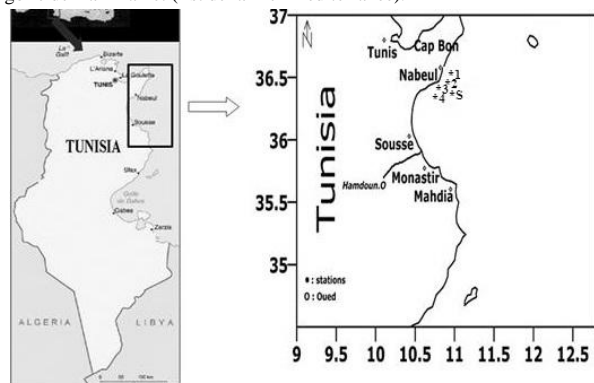 La Galt
Bizerte
L'Ariana
La Goulette
TUNIS
Nabeul
Sousse
TUNISIA
Sfax
Golfe
de Gabes
Gabes
Zarzis
ALGERIA
LIBYA
37
36.5
36
35.5
35
N
Tunis
Cap Bon
Nabeul
1
2
3
S
4
Sousse
Hamdoun.O
Monastir
Mahdia
Tunisia
: stations
O : Oued
9
9.5
10
10.5
11
11.5
12
12.5